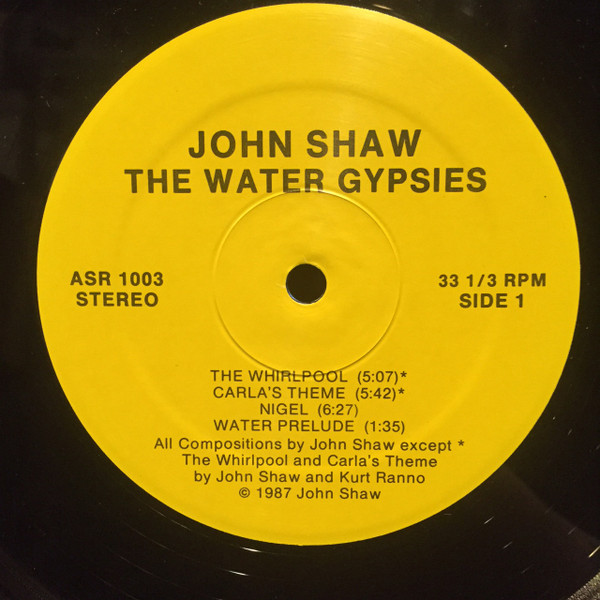 JOHN SHAW
THE WATER GYPSIES
ASR 1003
STEREO
33 1/3 RPM
SIDE 1
THE WHIRLPOOL (5:07)*
CARLA'S THEME (5:42)*
NIGEL (6:27)
WATER PRELUDE (1:35)
All Compositions by John Shaw except *
The Whirlpool and Carla's Theme
by John Shaw and Kurt Ranno
© 1987 John Shaw